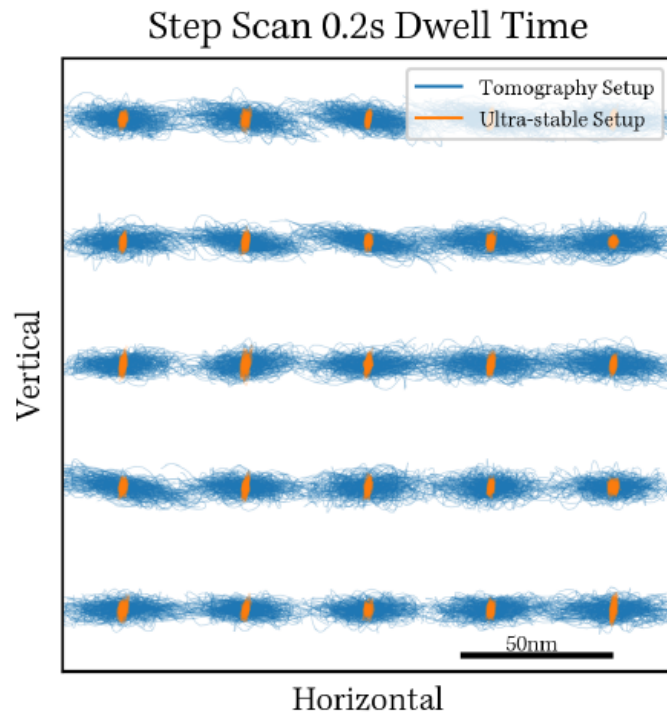 Step Scan 0.2s Dwell Time
Tomography Setup
Ultra-stable Setup
Vertical
50nm
Horizontal